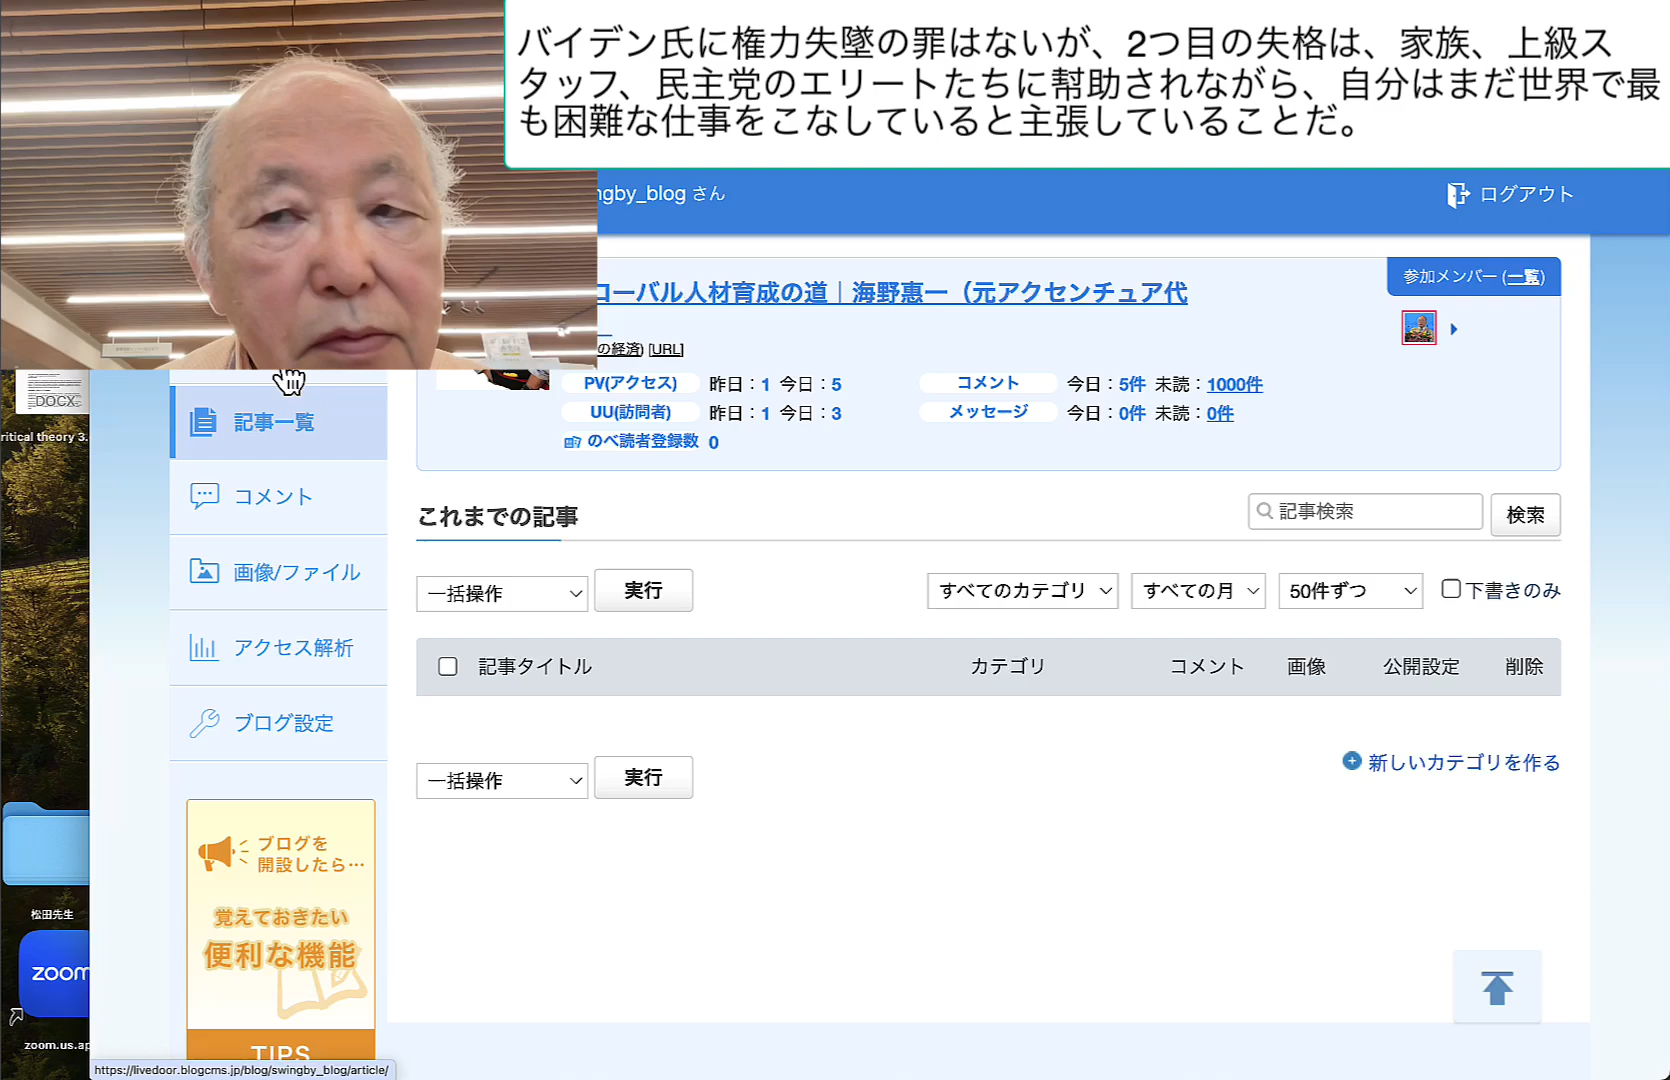 バイデン氏に権力失墜の罪はないが、2つ目の失格は、家族、上級ス
タッフ、民主党のエリートたちに幇助されながら、自分はまだ世界で最
も困難な仕事をこなしていると主張していることだ。
ngby_blog さん
ログアウト
ローバル人材育成の道｜海野惠一（元アクセンチュア代
の経済) [URL]
参加メンバー (一覧)
PV(アクセス) 昨日：1 今日：5
コメント 今日：5件 未読：1000件
UU(訪問者) 昨日：1 今日：3
メッセージ 今日：0件 未読：0件
のべ読者登録数 0
DOCX
ritical theory 3.
記事一覧
コメント
画像/ファイル
アクセス解析
ブログ設定
これまでの記事
記事検索
検索
一括操作
実行
すべてのカテゴリ
すべての月
50件ずつ
下書きのみ
記事タイトル
カテゴリ
コメント
画像
公開設定
削除
一括操作
実行
新しいカテゴリを作る
ブログを
開設したら…
覚えておきたい
便利な機能
TIPS
松田先生
zoom
zoom.us.ap
https://livedoor.blogcms.jp/blog/swingby_blog/article/